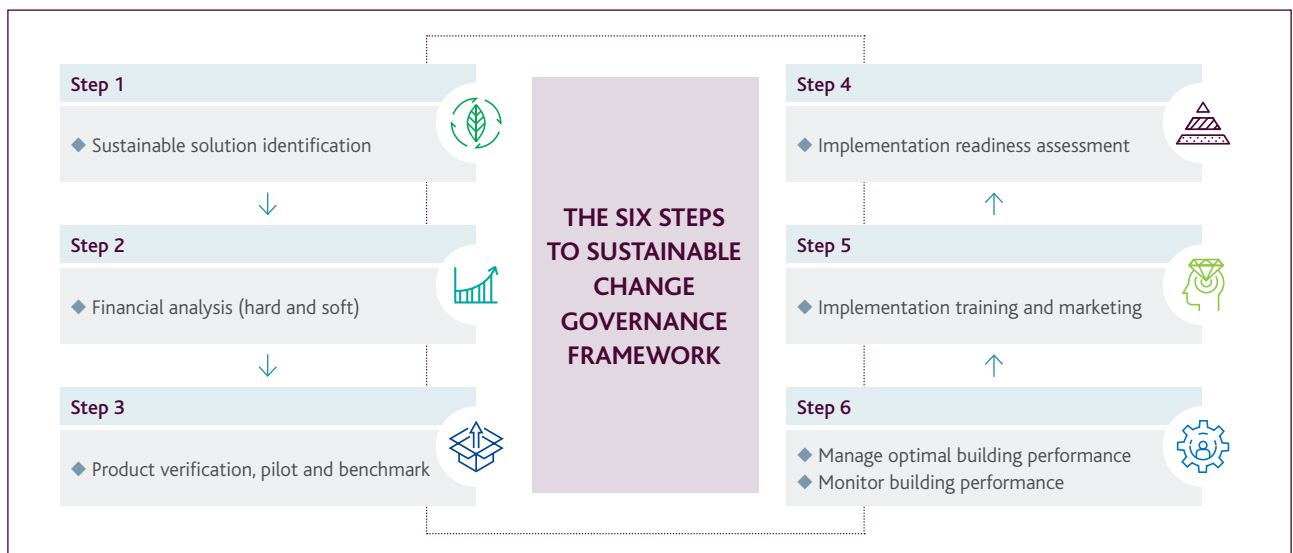 Step 1
Sustainable solution identification
Step 2
Financial analysis (hard and soft)
Step 3
Product verification, pilot and benchmark
THE SIX STEPS
TO SUSTAINABLE
CHANGE
GOVERNANCE
FRAMEWORK
Step 4
Implementation readiness assessment
Step 5
Implementation training and marketing
Step 6
Manage optimal building performance
Monitor building performance